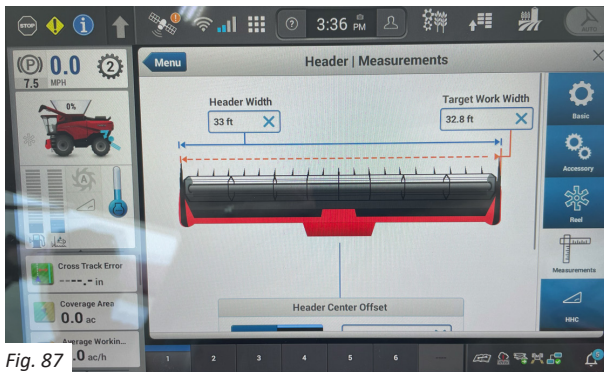 STOP
3:36 PM
AUTO
(P) 0.0 2
7.5 MPH
0%
A
Cross Track Error
---.- in
Coverage Area
0.0 ac
Average Workin...
.0 ac/h
Menu
Header | Measurements
Header Width
33 ft
Target Work Width
32.8 ft
Header Center Offset
Basic
Accessory
Reel
Measurements
HHC
1 2 3 4 5 6
Fig. 87